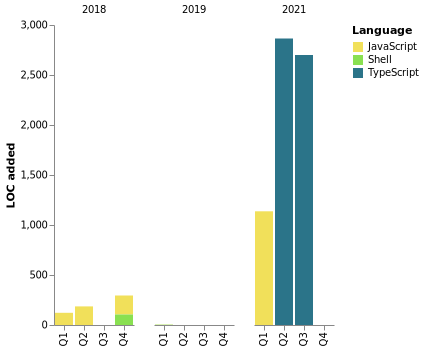 2018 2019 2021
Language
JavaScript
Shell
TypeScript
LOC added
3,000
2,500
2,000
1,500
1,000
500
0
Q1 Q2 Q3 Q4 Q1 Q2 Q3 Q4 Q1 Q2 Q3 Q4